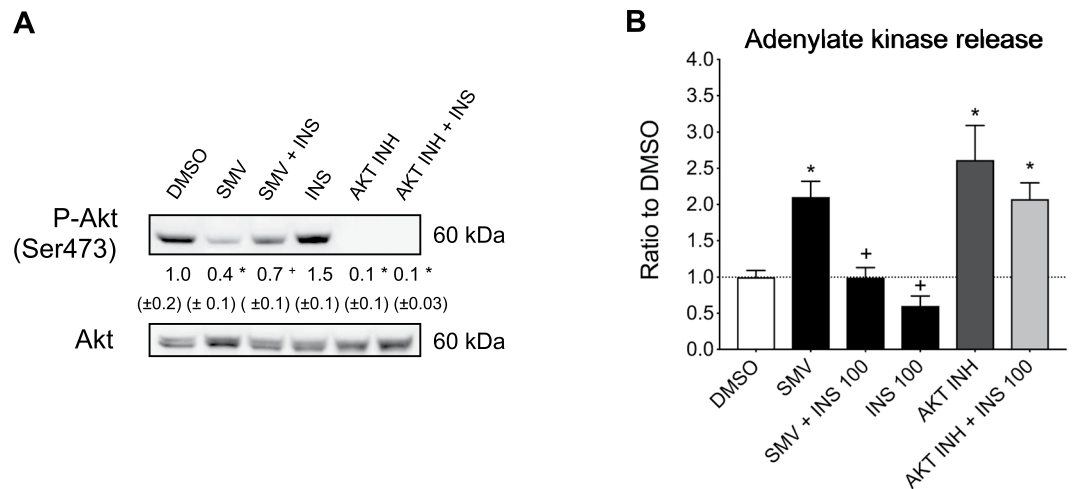 A
DMSO
SMV
SMV + INS
INS
AKT INH
AKT INH + INS
P-Akt
(Ser473)
60 kDa
1.0 0.4 * 0.7 + 1.5 0.1 * 0.1 *
(±0.2) (± 0.1) ( ±0.1) (±0.1) (±0.1) (±0.03)
Akt
60 kDa
B
Adenylate kinase release
Ratio to DMSO
4.0
3.5
3.0
2.5
2.0
1.5
1.0
0.5
0.0
*
+
+
*
*
DMSO
SMV
SMV + INS 100
INS 100
AKT INH
AKT INH + INS 100